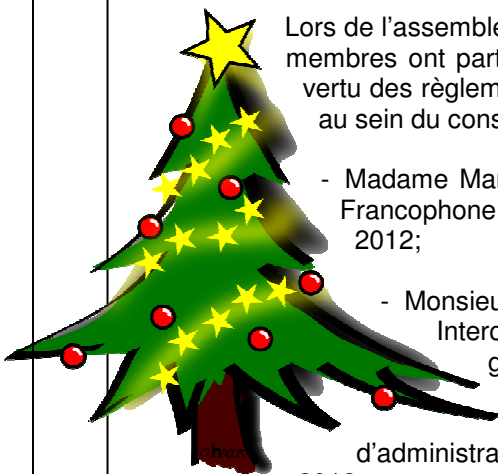 Lors de l’assemblé
membres ont part
vertu des règlem
au sein du cons
- Madame Mar
Francophone
2012;
- Monsieu
Interc
g
d’administra